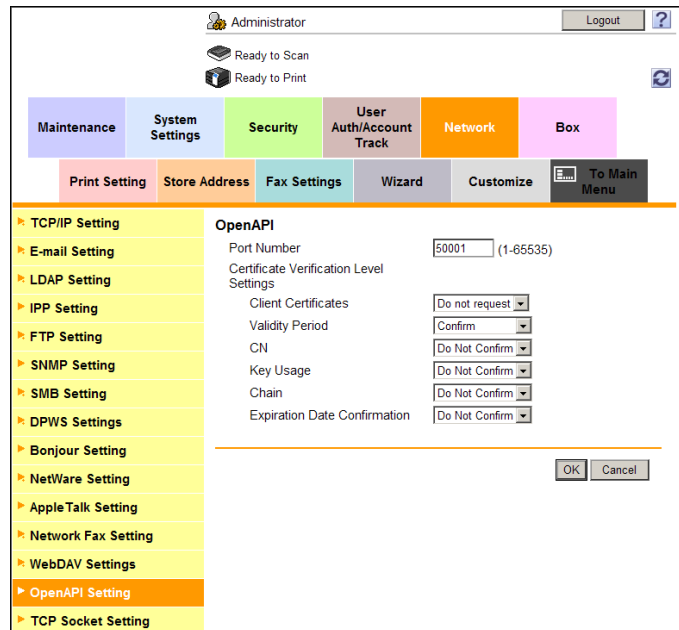 Administrator
Logout
?
Ready to Scan
Ready to Print
Maintenance
System
Settings
Security
User
Auth/Account
Track
Network
Box
Print Setting
Store Address
Fax Settings
Wizard
Customize
To Main
Menu
TCP/IP Setting
E-mail Setting
LDAP Setting
IPP Setting
FTP Setting
SNMP Setting
SMB Setting
DPWS Settings
Bonjour Setting
NetWare Setting
AppleTalk Setting
Network Fax Setting
WebDAV Settings
OpenAPI Setting
TCP Socket Setting
OpenAPI
Port Number 50001 (1-65535)
Certificate Verification Level
Settings
Client Certificates Do not request
Validity Period Confirm
CN Do Not Confirm
Key Usage Do Not Confirm
Chain Do Not Confirm
Expiration Date Confirmation Do Not Confirm
OK Cancel